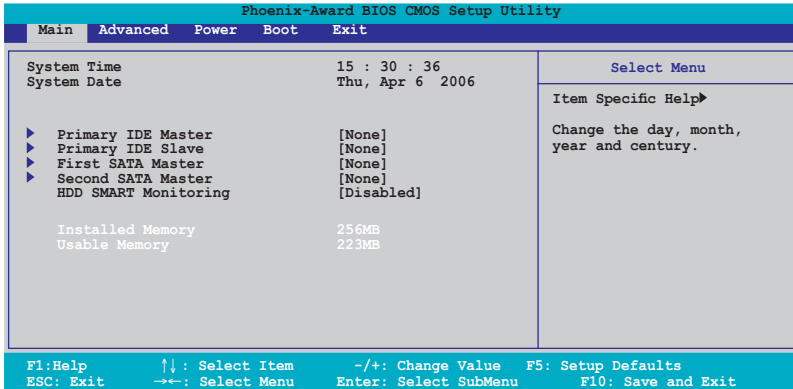 Phoenix-Award BIOS CMOS Setup Utility
Main Advanced Power Boot Exit
System Time 15 : 30 : 36
System Date Thu, Apr 6 2006
Primary IDE Master [None]
Primary IDE Slave [None]
First SATA Master [None]
Second SATA Master [None]
HDD SMART Monitoring [Disabled]
Installed Memory 256MB
Usable Memory 223MB
Select Menu
Item Specific Help
Change the day, month,
year and century.
F1:Help ↑↓: Select Item -/+: Change Value F5: Setup Defaults
ESC: Exit →←: Select Menu Enter: Select SubMenu F10: Save and Exit